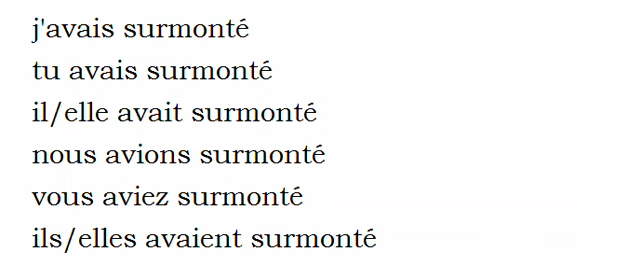 j'avais surmonté
tu avais surmonté
il/elle avait surmonté
nous avions surmonté
vous aviez surmonté
ils/elles avaient surmonté